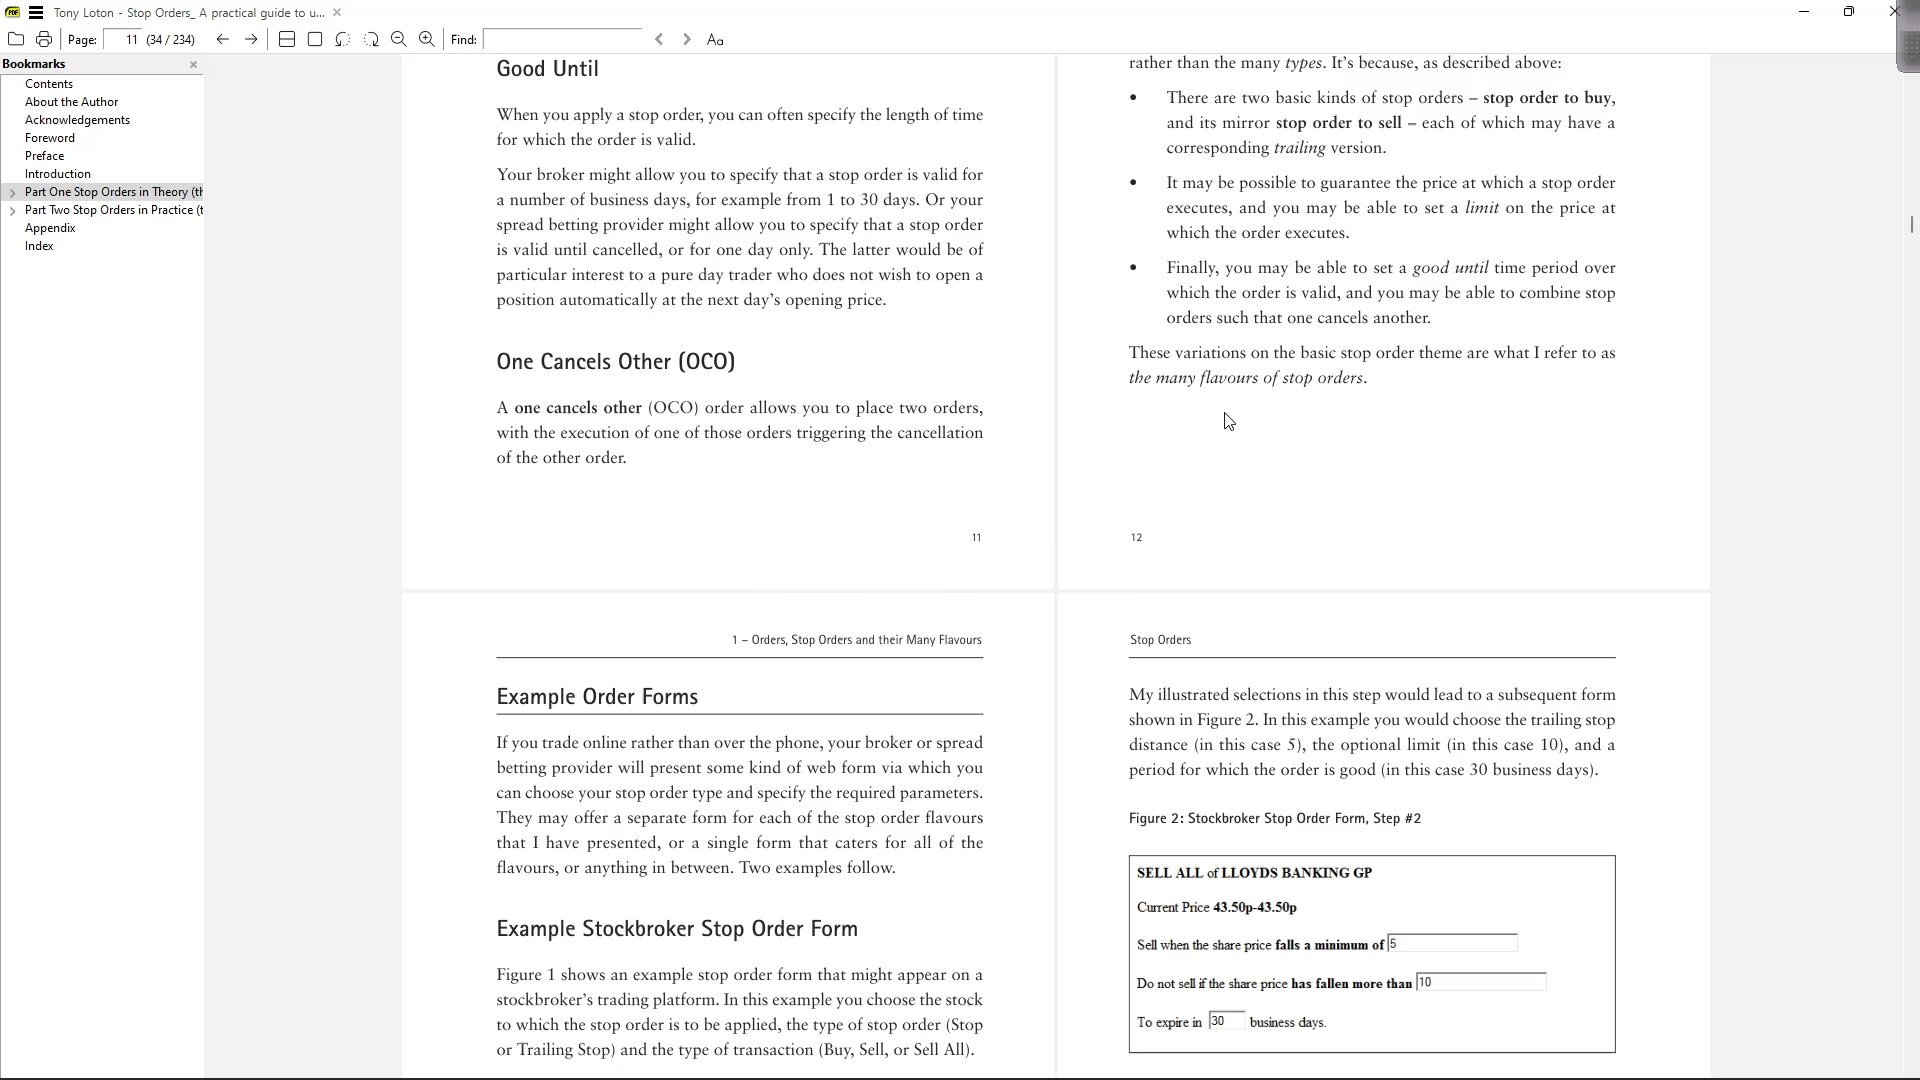 Tony Loton - Stop Orders_ A practical guide to u...
Page: 11 (34 / 234) Find: Aa
Bookmarks
Contents
About the Author
Acknowledgements
Foreword
Preface
Introduction
Part One Stop Orders in Theory (th
Part Two Stop Orders in Practice (t
Appendix
Index
Good Until
When you apply a stop order, you can often specify the length of time
for which the order is valid.
Your broker might allow you to specify that a stop order is valid for
a number of business days, for example from 1 to 30 days. Or your
spread betting provider might allow you to specify that a stop order
is valid until cancelled, or for one day only. The latter would be of
particular interest to a pure day trader who does not wish to open a
position automatically at the next day's opening price.
One Cancels Other (OCO)
A one cancels other (OCO) order allows you to place two orders,
with the execution of one of those orders triggering the cancellation
of the other order.
11
rather than the many types. It's because, as described above:
• There are two basic kinds of stop orders – stop order to buy,
and its mirror stop order to sell – each of which may have a
corresponding trailing version.
• It may be possible to guarantee the price at which a stop order
executes, and you may be able to set a limit on the price at
which the order executes.
• Finally, you may be able to set a good until time period over
which the order is valid, and you may be able to combine stop
orders such that one cancels another.
These variations on the basic stop order theme are what I refer to as
the many flavours of stop orders.
12
1 – Orders, Stop Orders and their Many Flavours
Example Order Forms
If you trade online rather than over the phone, your broker or spread
betting provider will present some kind of web form via which you
can choose your stop order type and specify the required parameters.
They may offer a separate form for each of the stop order flavours
that I have presented, or a single form that caters for all of the
flavours, or anything in between. Two examples follow.
Example Stockbroker Stop Order Form
Figure 1 shows an example stop order form that might appear on a
stockbroker's trading platform. In this example you choose the stock
to which the stop order is to be applied, the type of stop order (Stop
or Trailing Stop) and the type of transaction (Buy, Sell, or Sell All).
Stop Orders
My illustrated selections in this step would lead to a subsequent form
shown in Figure 2. In this example you would choose the trailing stop
distance (in this case 5), the optional limit (in this case 10), and a
period for which the order is good (in this case 30 business days).
Figure 2: Stockbroker Stop Order Form, Step #2
SELL ALL of LLOYDS BANKING GP
Current Price 43.50p-43.50p
Sell when the share price falls a minimum of 5
Do not sell if the share price has fallen more than 10
To expire in 30 business days.